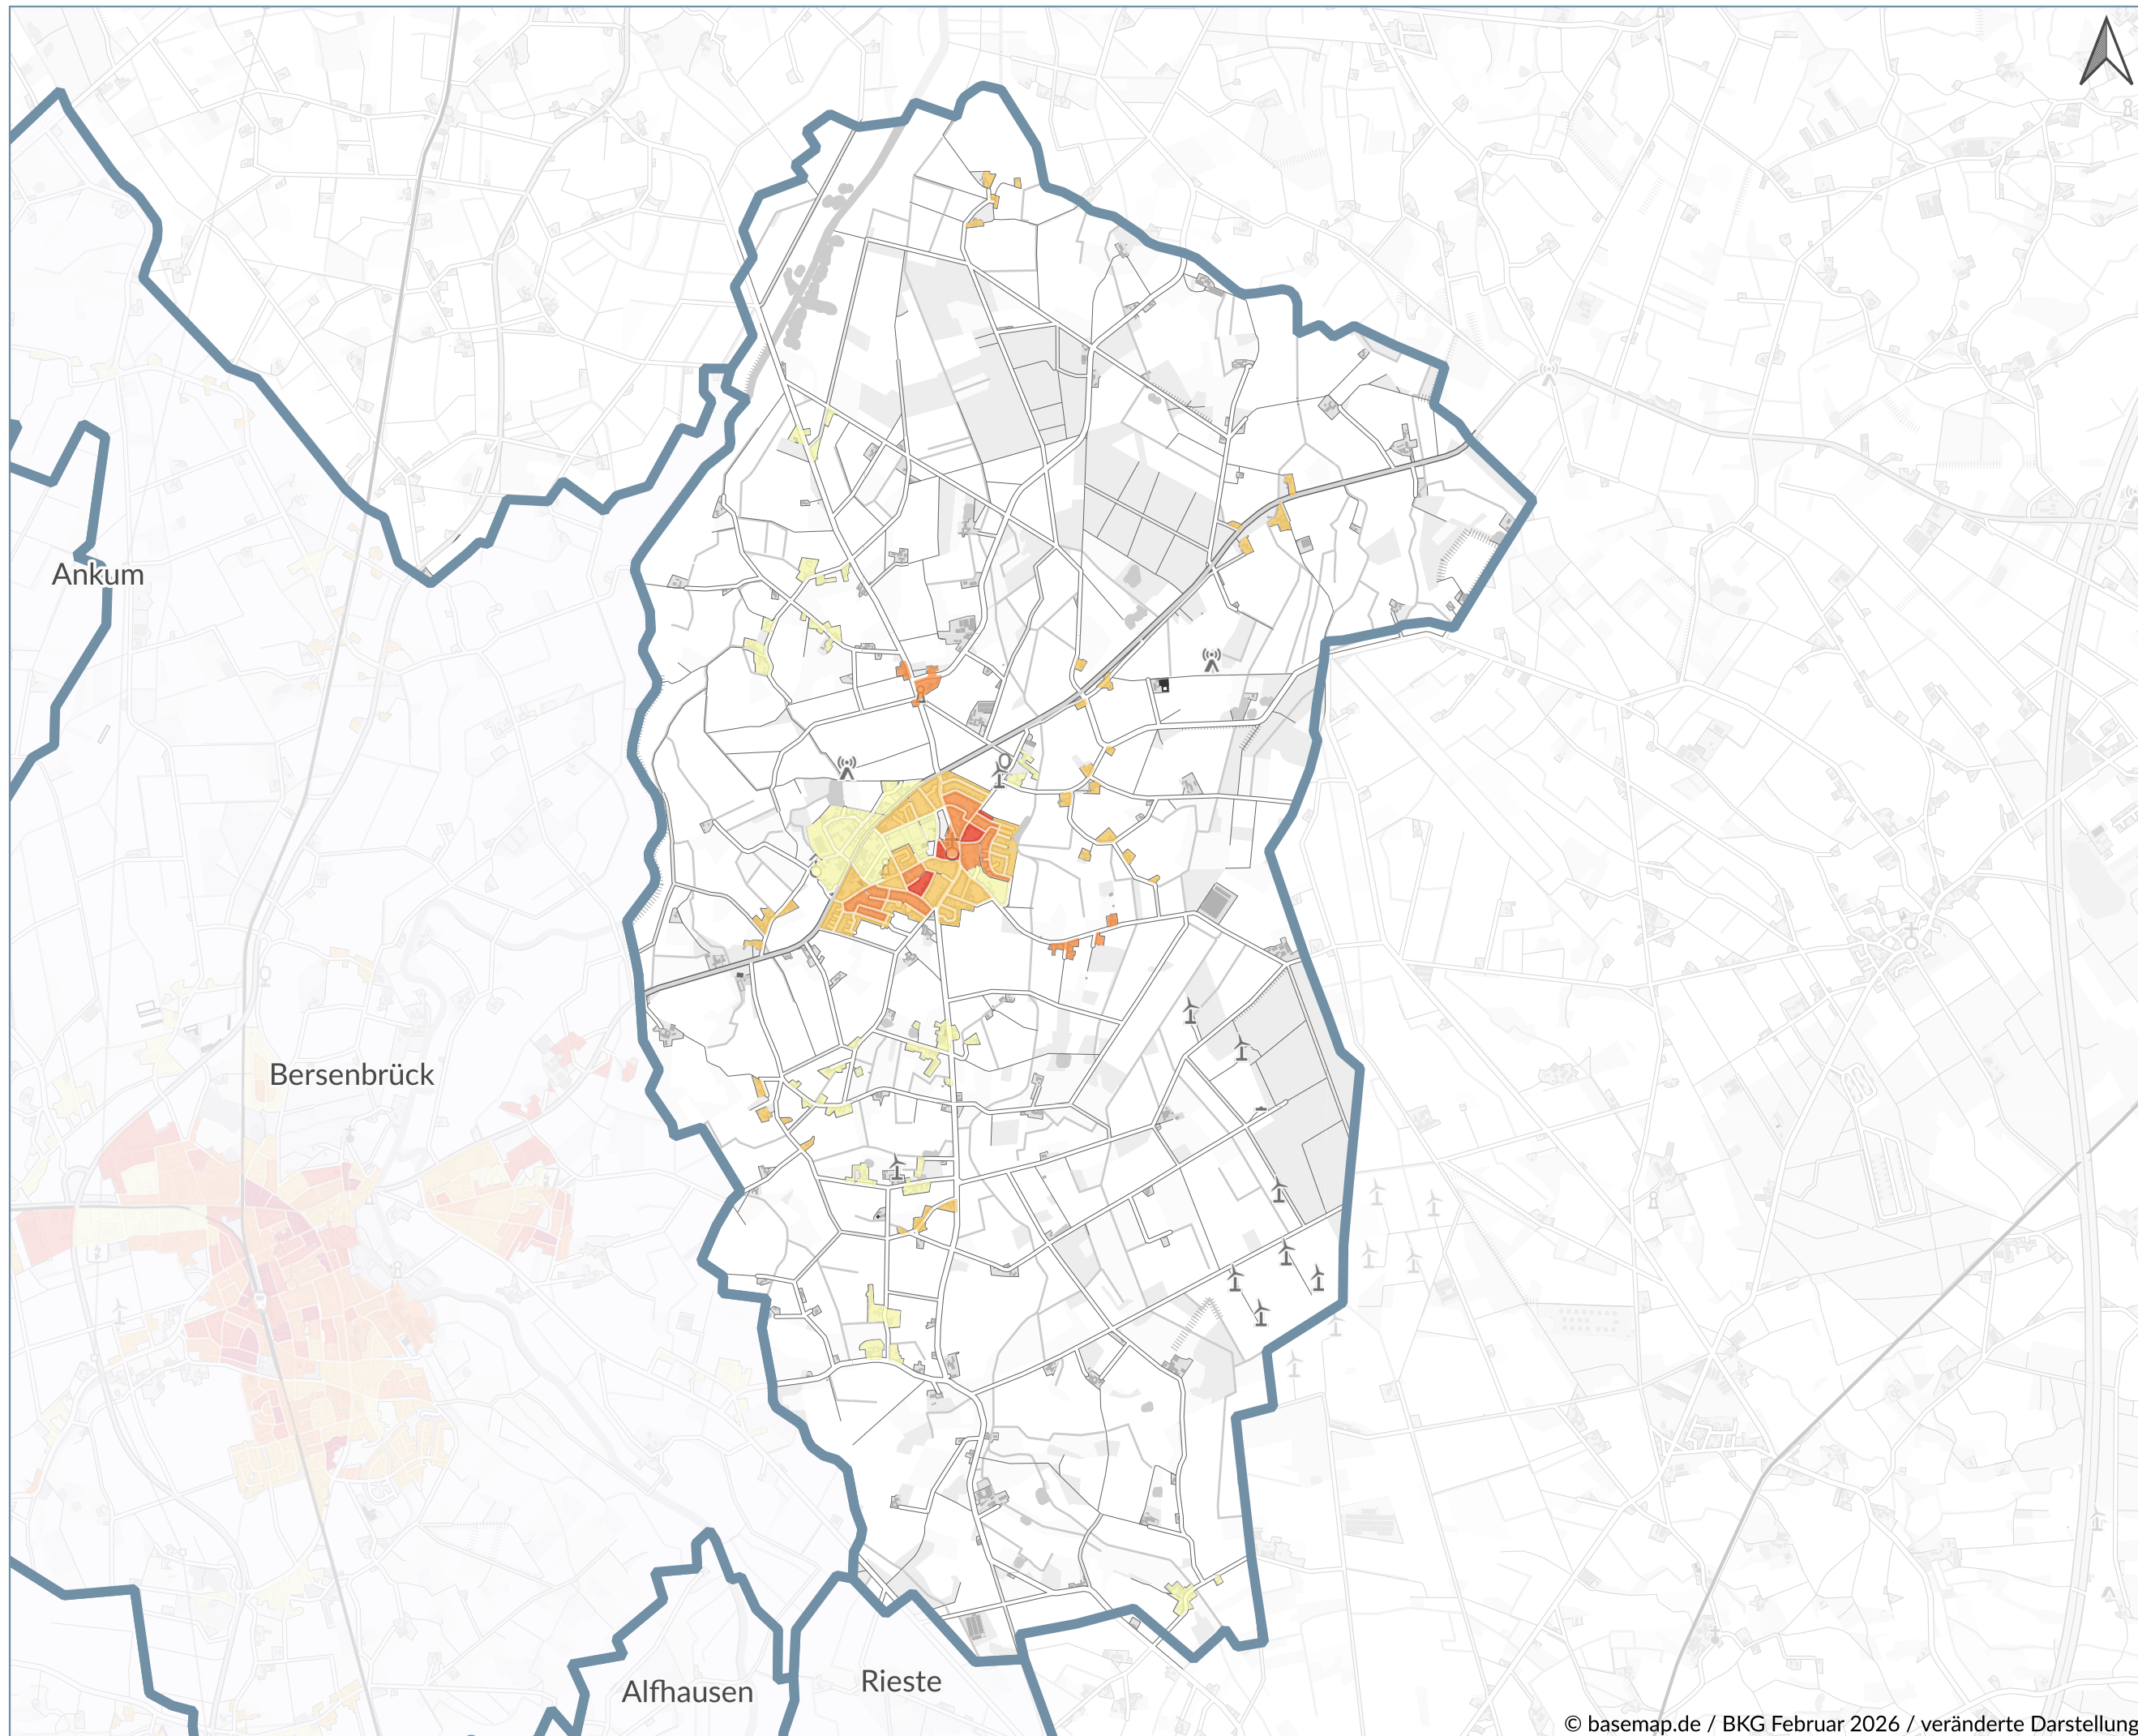 Ankum
Bersenbrück
Rieste
Alfhausen
© basemap.de / BKG Februar 2026 / veränderte Darstellung